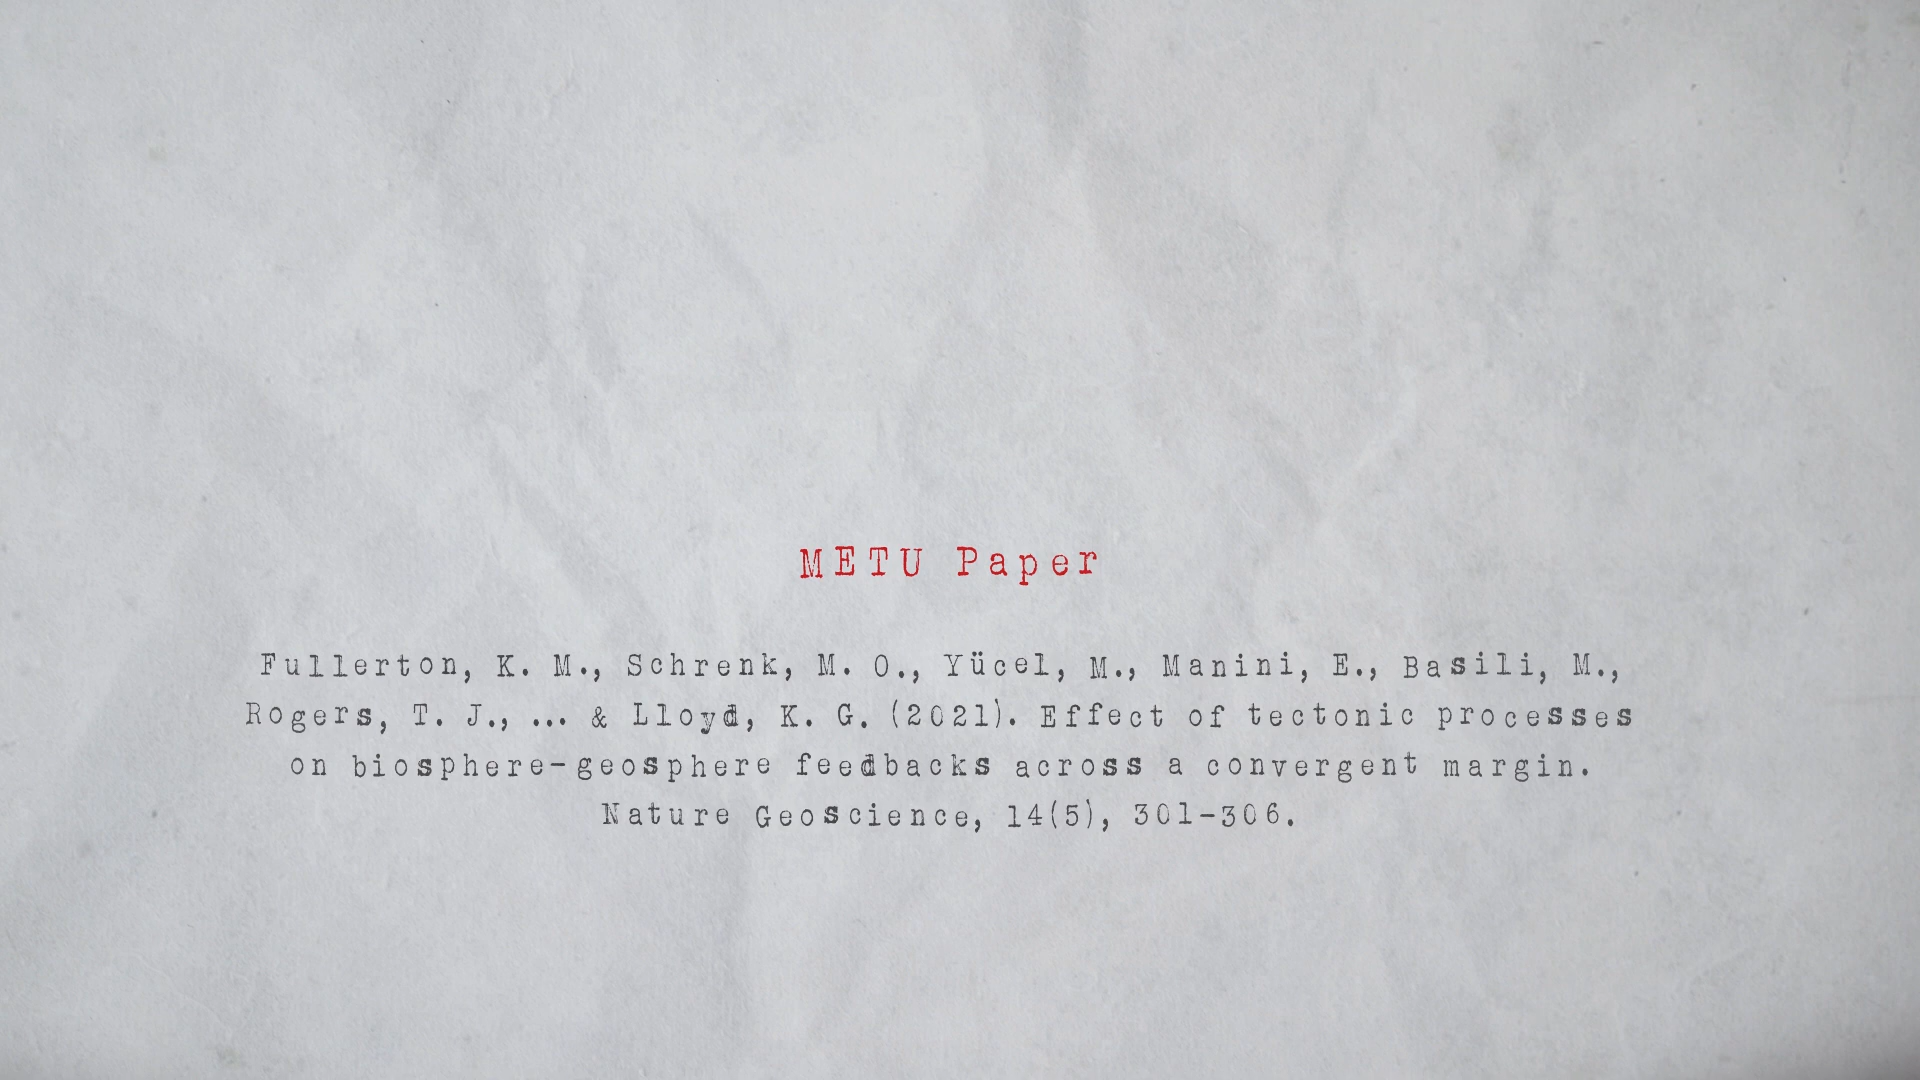 METU Paper
Fullerton, K. M., Schrenk, M. O., Yücel, M., Manini, E., Basili, M.,
Rogers, T. J., ... & Lloyd, K. G. (2021). Effect of tectonic processes
on biosphere-geosphere feedbacks across a convergent margin.
Nature Geoscience, 14(5), 301-306.